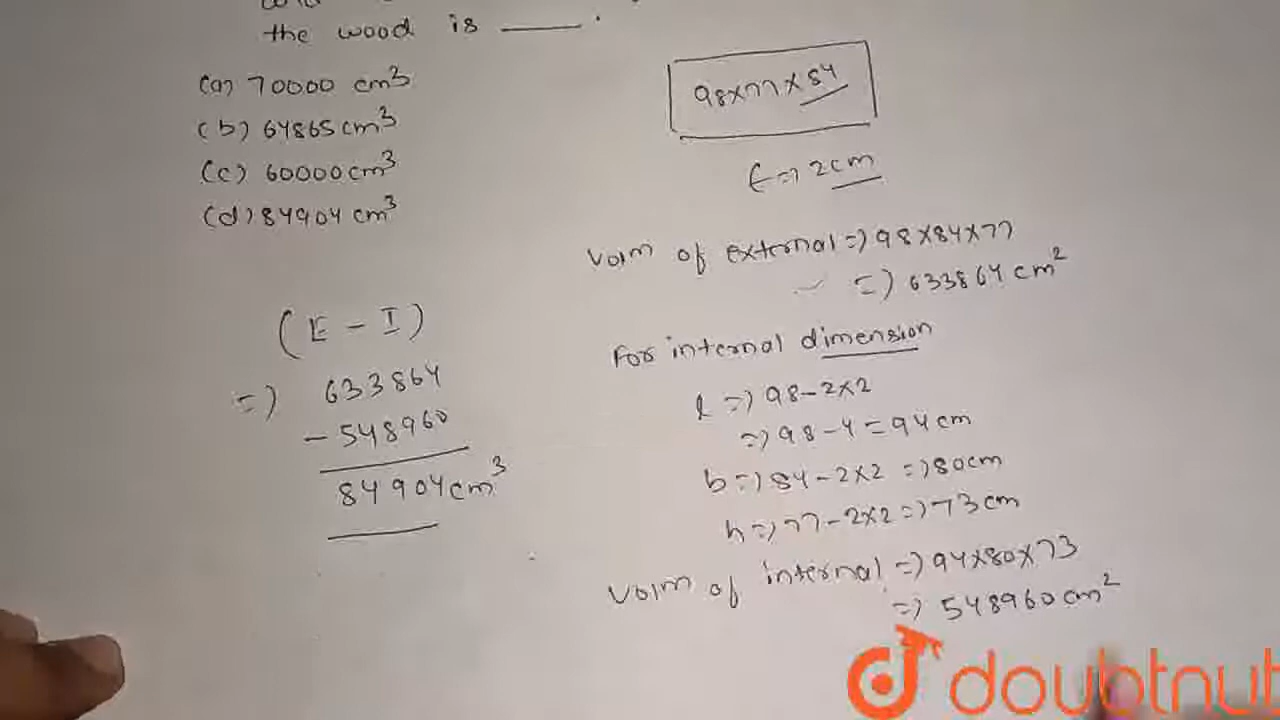 the wood is ____.
(a) 70000 cm³
(b) 64865 cm³
(c) 60000 cm³
(d) 84904 cm³
(E - I)
=) 633864
- 548960
84904 cm³
98×77×84
t=) 2cm
Volm of external =) 98×84×77
=) 633864 cm²
For internal dimension
l =) 98-2×2
=) 98-4 = 94 cm
b =) 84-2×2 =) 80cm
h =) 77-2×2 =) 73 cm
Volm of internal =) 94×80×73
=) 548960 cm²
doubtnut